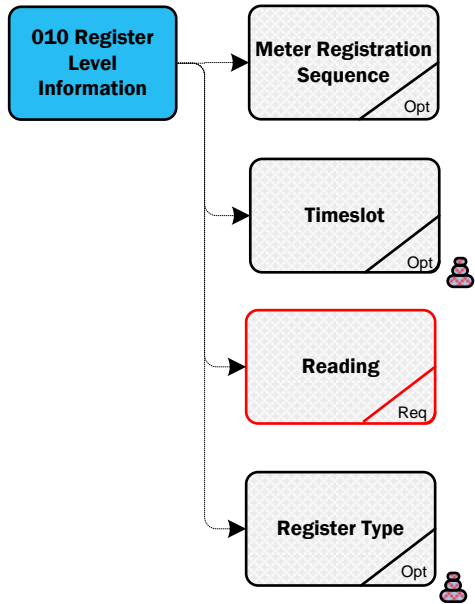 010 Register
Level
Information
Meter Registration
Sequence
Opt
Timeslot
Opt
Reading
Req
Register Type
Opt